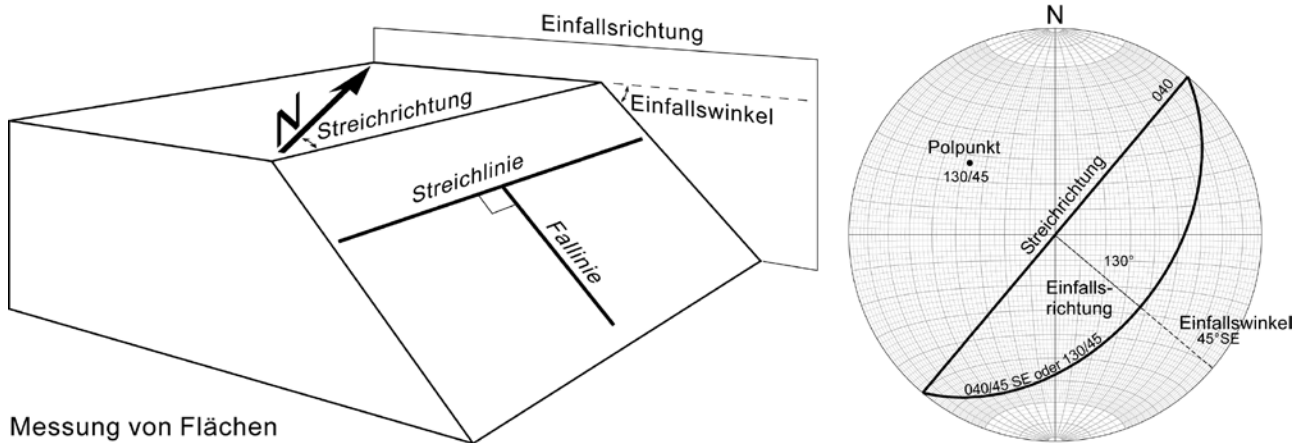 Einfallsrichtung
N
Streichrichtung
Einfallswinkel
Streichlinie
Fallinie
Messung von Flächen
N
040
Polpunkt
130/45
Streichrichtung
130°
Einfalls-
richtung
Einfallswinkel
45°SE
040/45 SE oder 130/45